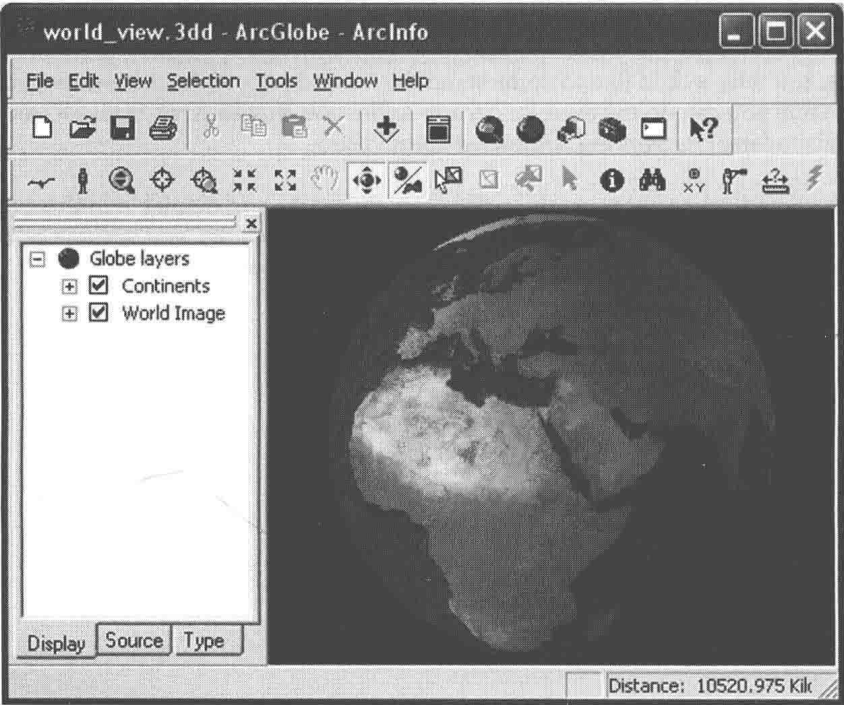 world_view.3dd - ArcGlobe - ArcInfo
File Edit View Selection Tools Window Help
Globe layers
Continents
World Image
Display Source Type
Distance: 10520.975 Kilc